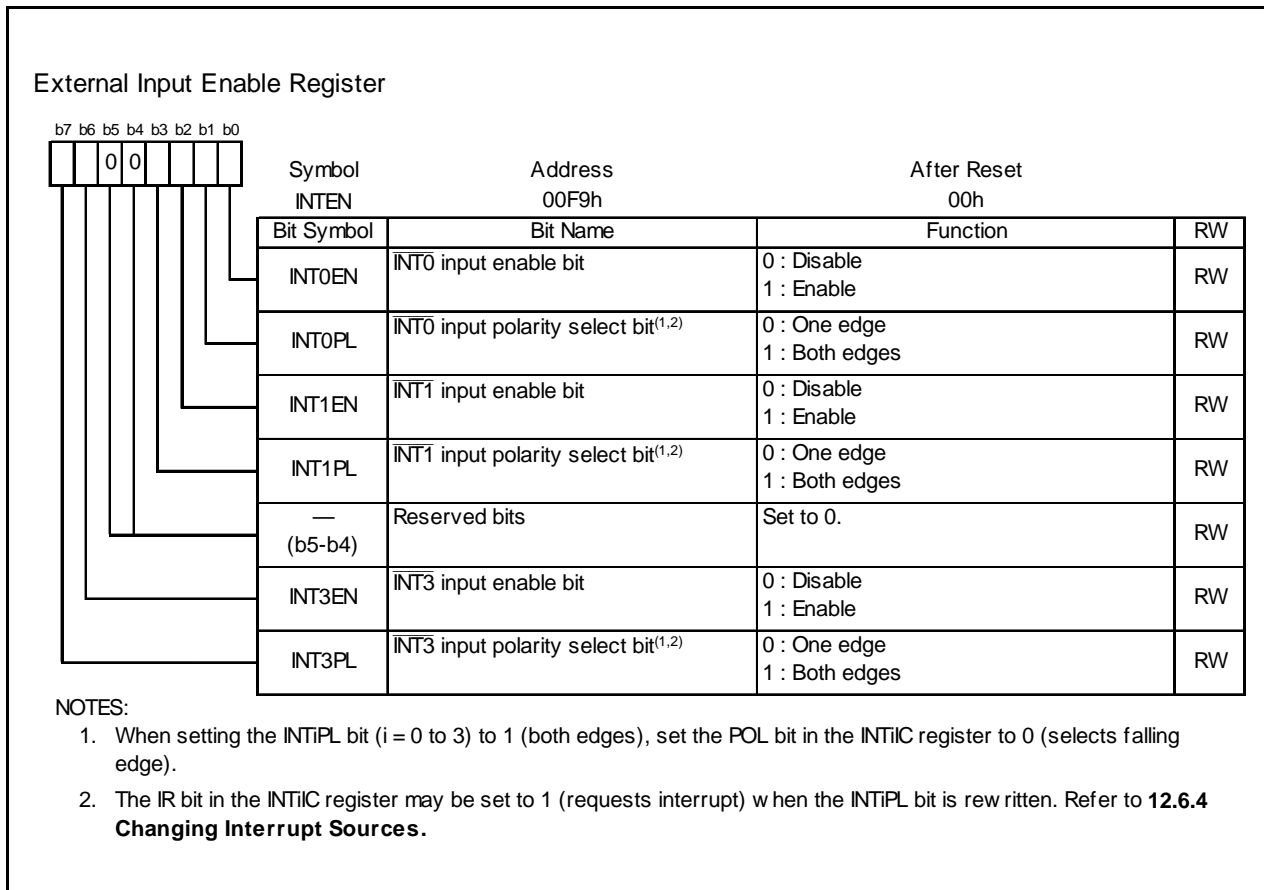 External Input Enable Register
b7 b6 b5 b4 b3 b2 b1 b0
0 0
Symbol Address After Reset
INTEN 00F9h 00h
Bit Symbol Bit Name Function RW
INT0EN INT0 input enable bit 0 : Disable
1 : Enable RW
INT0PL INT0 input polarity select bit(1,2) 0 : One edge
1 : Both edges RW
INT1EN INT1 input enable bit 0 : Disable
1 : Enable RW
INT1PL INT1 input polarity select bit(1,2) 0 : One edge
1 : Both edges RW
— Reserved bits Set to 0.
(b5-b4) RW
INT3EN INT3 input enable bit 0 : Disable
1 : Enable RW
INT3PL INT3 input polarity select bit(1,2) 0 : One edge
1 : Both edges RW
NOTES:
1. When setting the INTiPL bit (i = 0 to 3) to 1 (both edges), set the POL bit in the INTiIC register to 0 (selects falling
edge).
2. The IR bit in the INTiIC register may be set to 1 (requests interrupt) when the INTiPL bit is rewritten. Refer to 12.6.4
Changing Interrupt Sources.